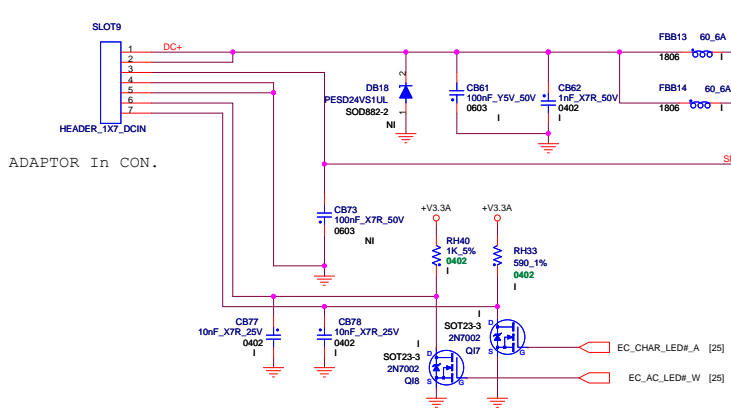 SLOT9
1
2
3
4
5
6
7
DC+
HEADER_1X7_DCIN
ADAPTOR In CON.
2
DB18
PESD24VS1UL
SOD882-2
1
NI
CB61
100nF_Y5V_50V
0603
I
CB62
1nF_X7R_50V
0402
I
FBB13 60_6A
1806 I
FBB14 60_6A
1806 I
CB73
100nF_X7R_50V
0603
NI
+V3.3A
RH40
1K_5%
0402
I
+V3.3A
RH33
590_1%
0402
I
CB77
10nF_X7R_25V
0402
I
CB78
10nF_X7R_25V
0402
I
I
SOT23-3
2N7002
QI8
D
S
G
I
SOT23-3
2N7002
QI7
D
S
G
EC_CHAR_LED#_A [25]
EC_AC_LED#_W [25]